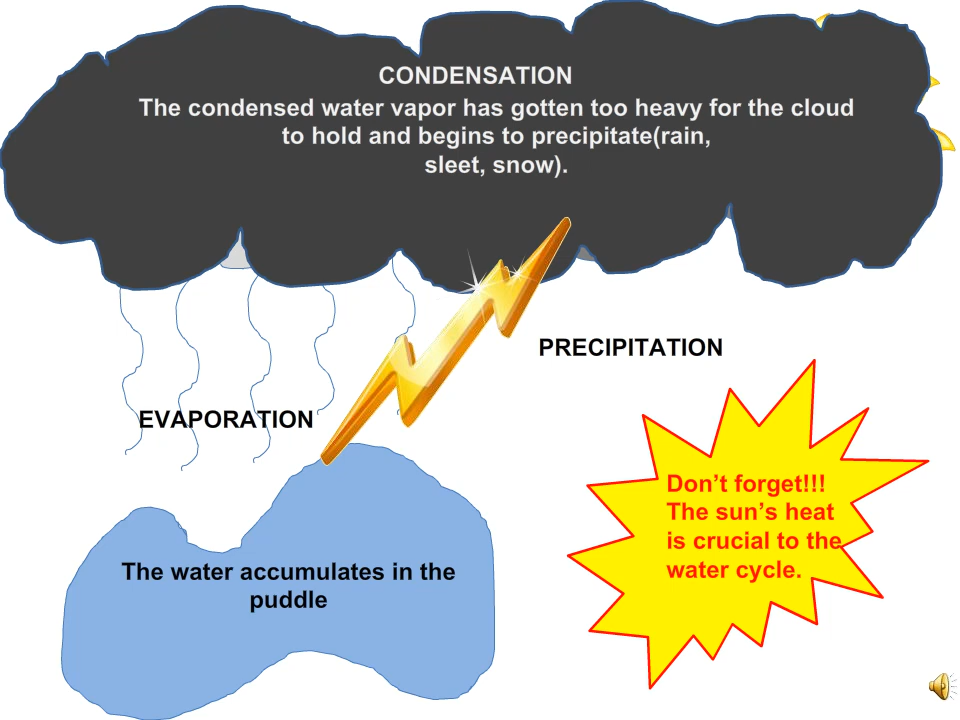 CONDENSATION
The condensed water vapor has gotten too heavy for the cloud
to hold and begins to precipitate(rain,
sleet, snow).
PRECIPITATION
EVAPORATION
Don’t forget!!!
The sun’s heat
is crucial to the
water cycle.
The water accumulates in the
puddle